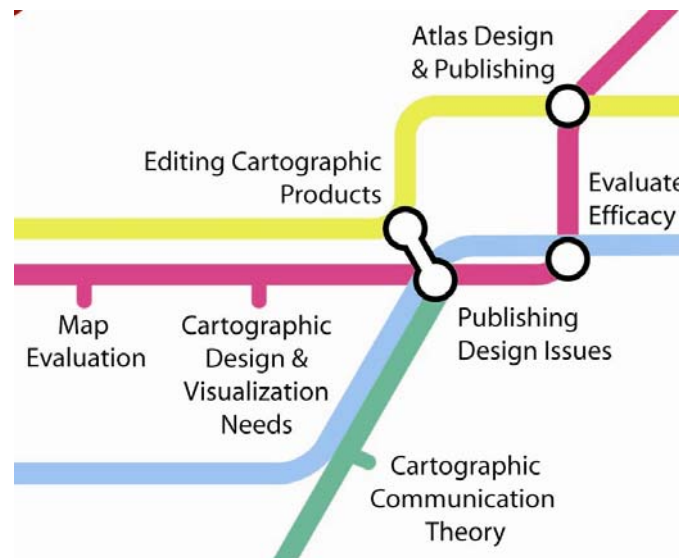 Atlas Design
& Publishing
Editing Cartographic
Products
Evaluate
Efficacy
Map
Evaluation
Cartographic
Design &
Visualization
Needs
Publishing
Design Issues
Cartographic
Communication
Theory